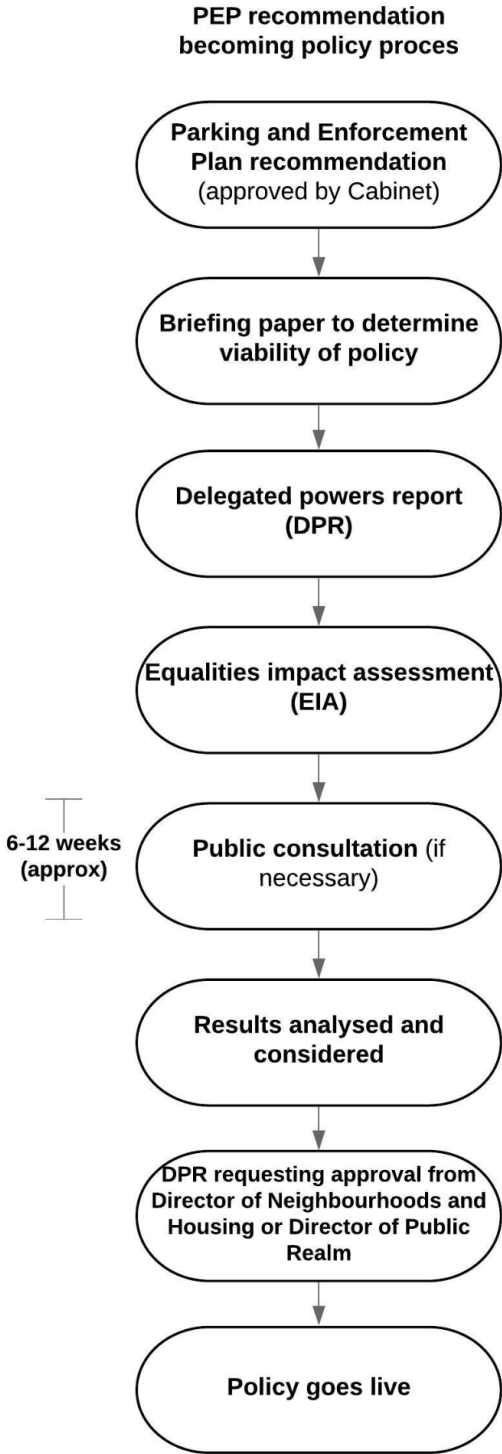 PEP recommendation
becoming policy proces
Parking and Enforcement
Plan recommendation
(approved by Cabinet)
Briefing paper to determine
viability of policy
Delegated powers report
(DPR)
Equalities impact assessment
(EIA)
6-12 weeks
(approx)
Public consultation (if
necessary)
Results analysed and
considered
DPR requesting approval from
Director of Neighbourhoods and
Housing or Director of Public
Realm
Policy goes live